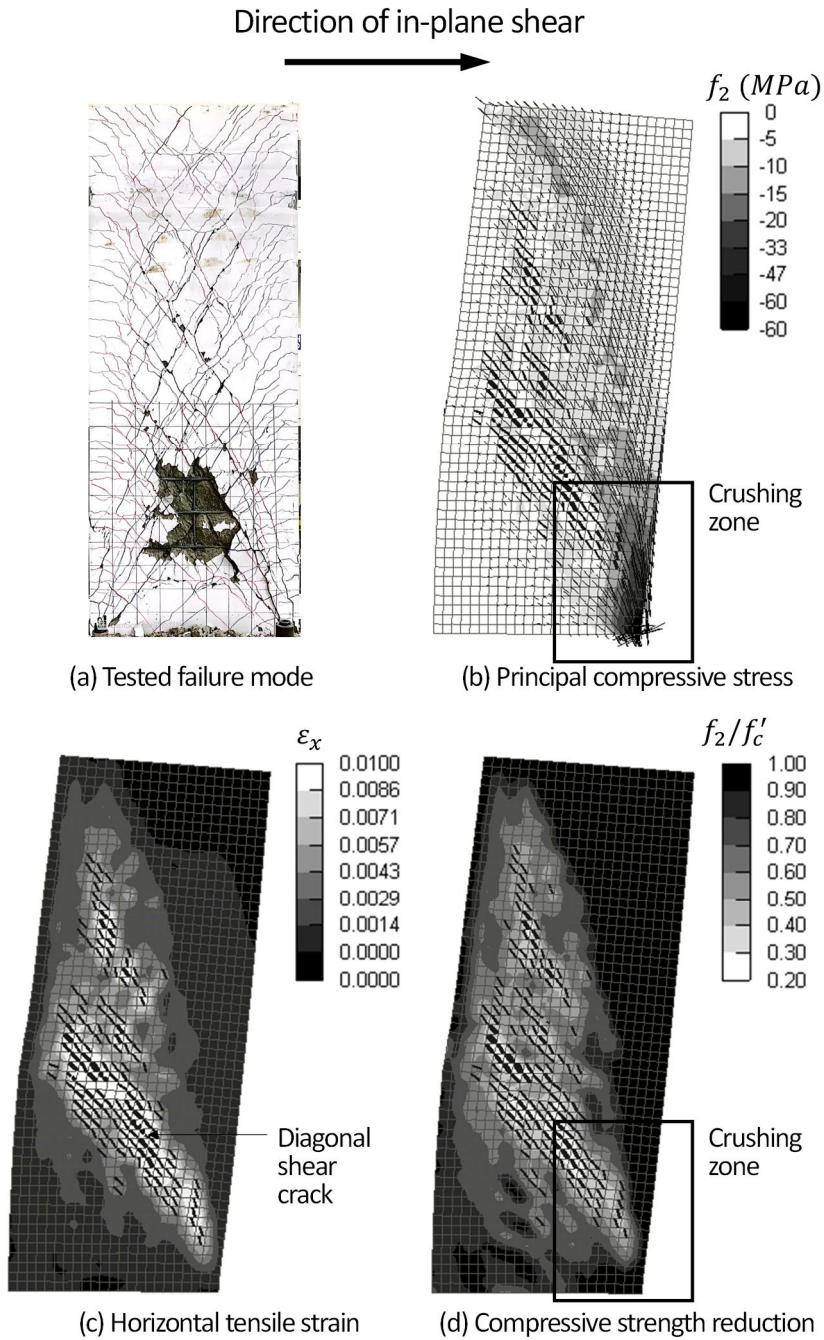 Direction of in-plane shear
f₂ (MPa)
0
-5
-10
-15
-20
-33
-47
-60
-60
Crushing
zone
(a) Tested failure mode
(b) Principal compressive stress
εₓ
0.0100
0.0086
0.0071
0.0057
0.0043
0.0029
0.0014
0.0000
0.0000
Diagonal
shear
crack
f₂/f′c
1.00
0.90
0.80
0.70
0.60
0.50
0.40
0.30
0.20
Crushing
zone
(c) Horizontal tensile strain
(d) Compressive strength reduction